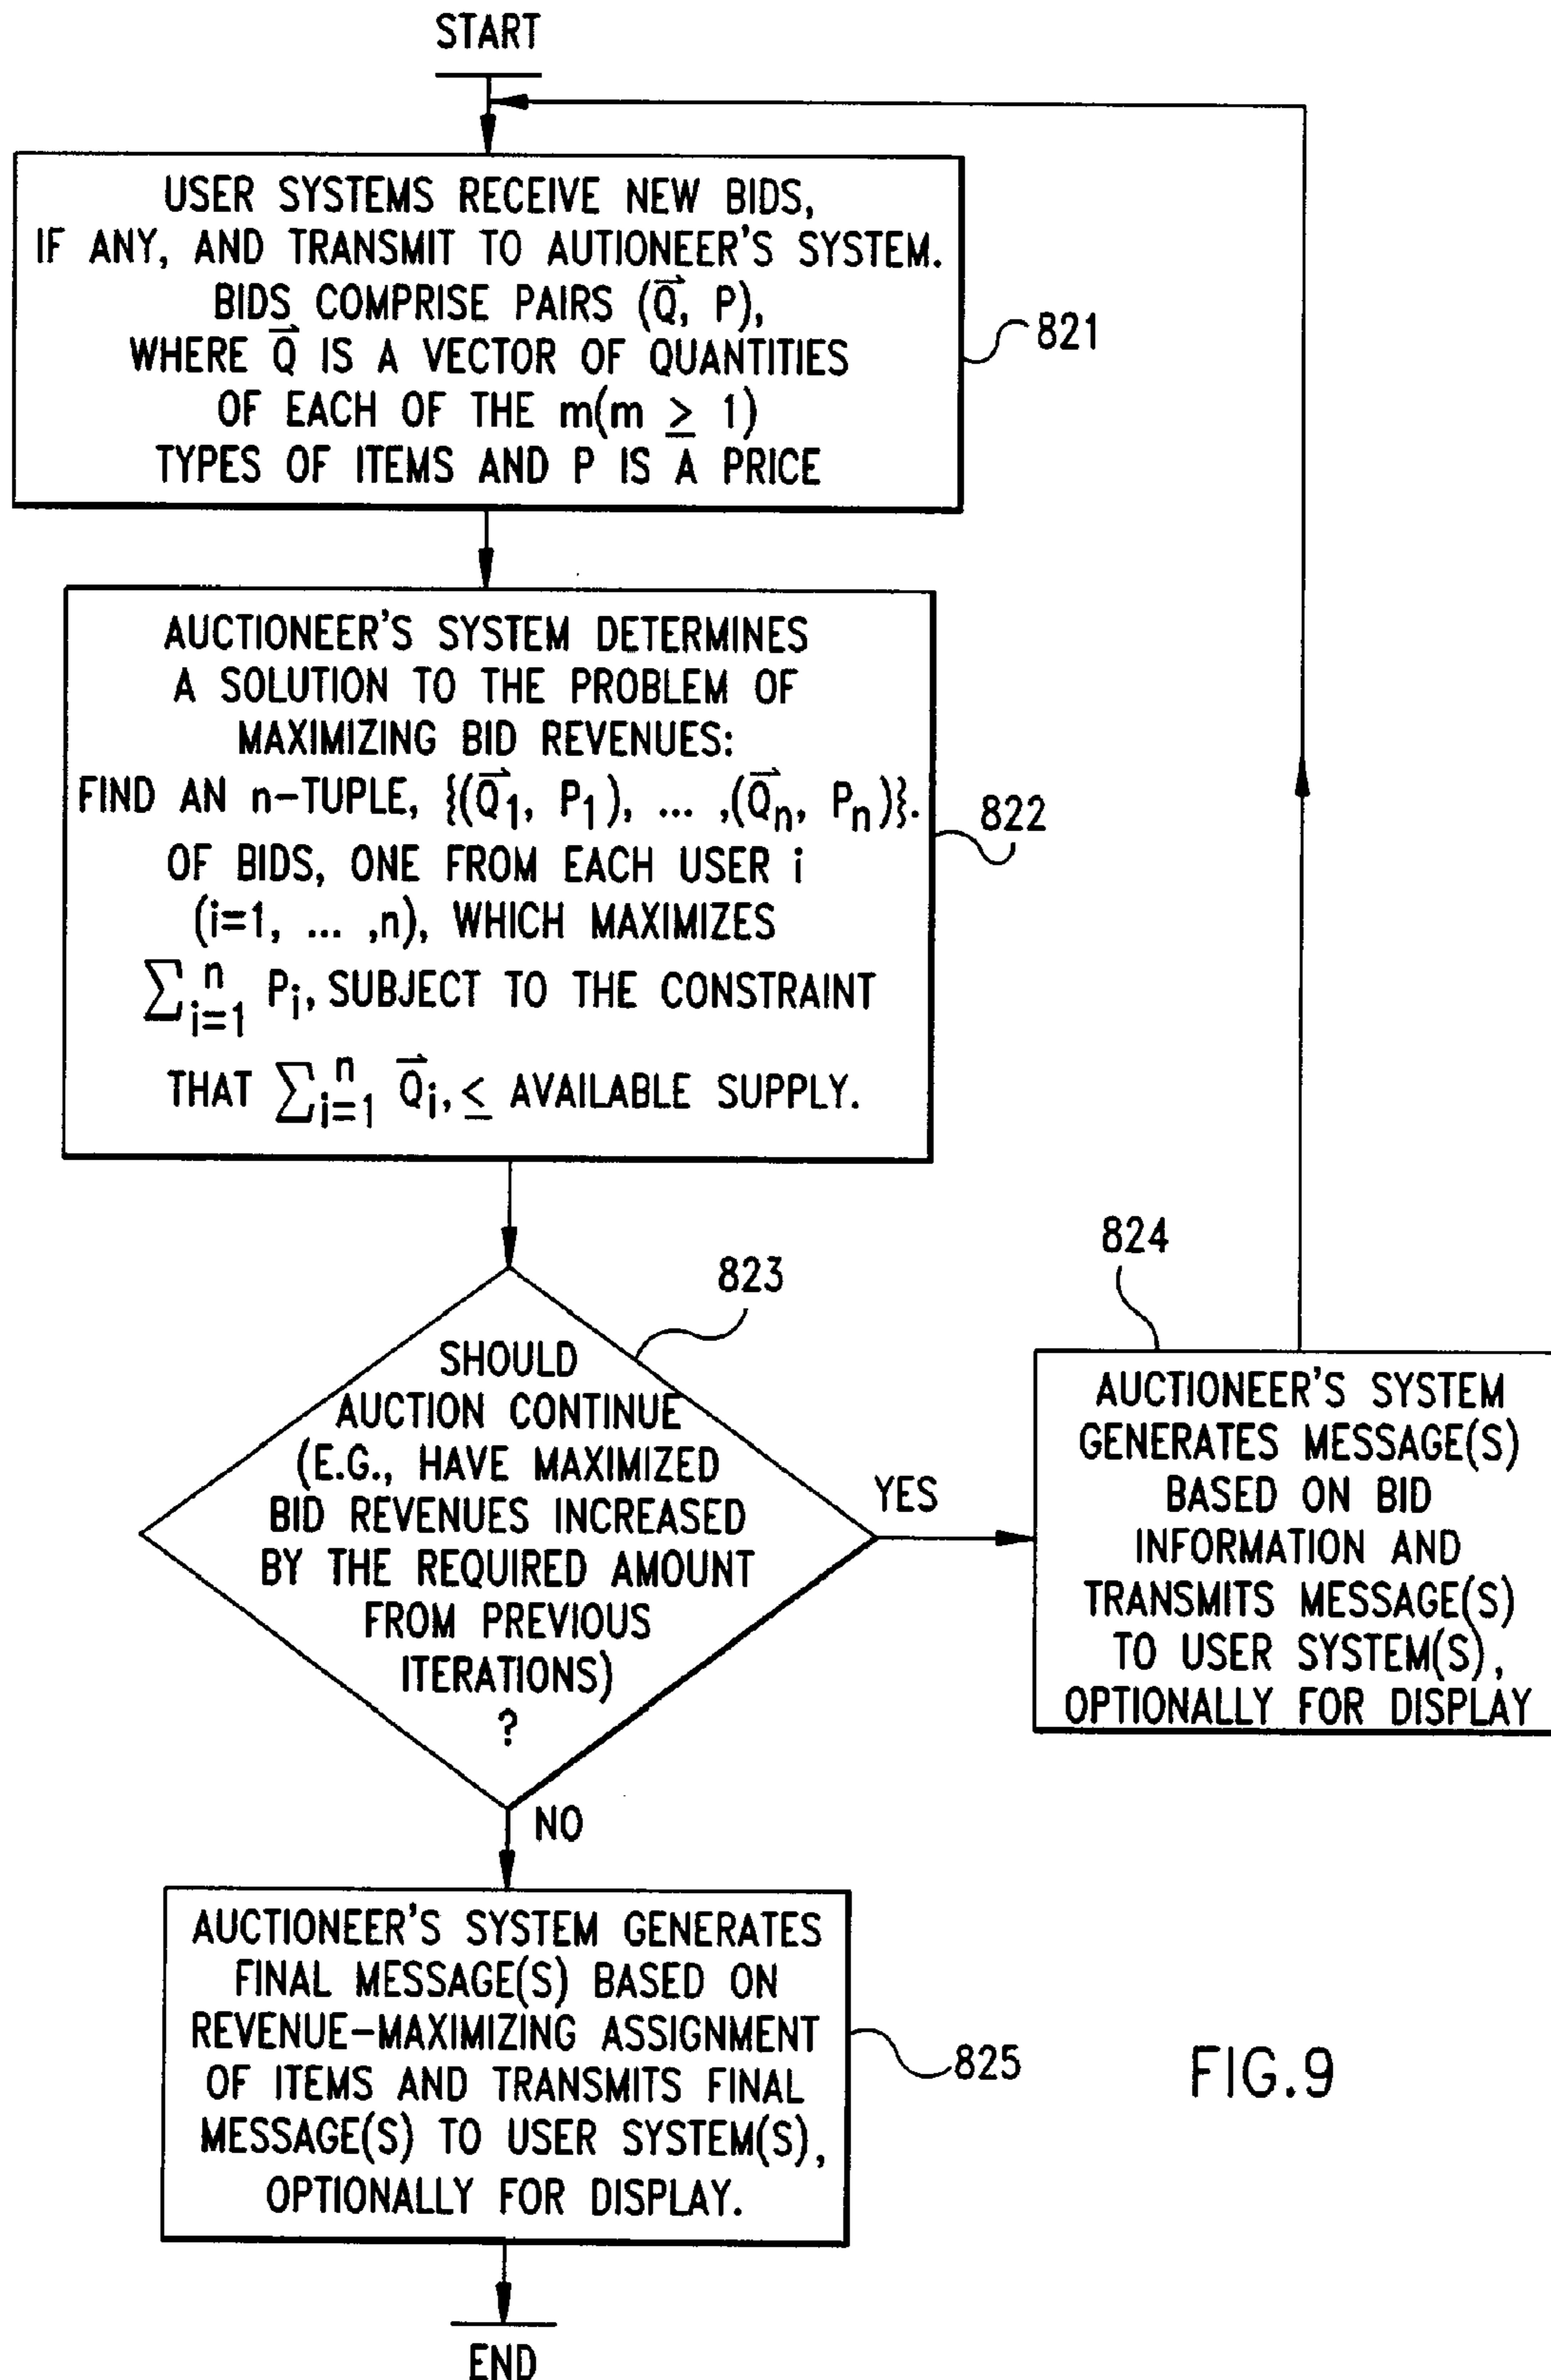 START
USER SYSTEMS RECEIVE NEW BIDS,
IF ANY, AND TRANSMIT TO AUTIONEER'S SYSTEM.
BIDS COMPRISE PAIRS (Q⃗, P),
WHERE Q⃗ IS A VECTOR OF QUANTITIES
OF EACH OF THE m(m ≥ 1)
TYPES OF ITEMS AND P IS A PRICE
821
AUCTIONEER'S SYSTEM DETERMINES
A SOLUTION TO THE PROBLEM OF
MAXIMIZING BID REVENUES:
FIND AN n-TUPLE, {(Q⃗1, P1), ... ,(Q⃗n, Pn)}.
OF BIDS, ONE FROM EACH USER i
(i=1, ... ,n), WHICH MAXIMIZES
∑ n i=1 Pi, SUBJECT TO THE CONSTRAINT
THAT ∑ n i=1 Q⃗i, ≤ AVAILABLE SUPPLY.
822
823
SHOULD
AUCTION CONTINUE
(E.G., HAVE MAXIMIZED
BID REVENUES INCREASED
BY THE REQUIRED AMOUNT
FROM PREVIOUS
ITERATIONS)
?
YES
NO
824
AUCTIONEER'S SYSTEM
GENERATES MESSAGE(S)
BASED ON BID
INFORMATION AND
TRANSMITS MESSAGE(S)
TO USER SYSTEM(S),
OPTIONALLY FOR DISPLAY
AUCTIONEER'S SYSTEM GENERATES
FINAL MESSAGE(S) BASED ON
REVENUE-MAXIMIZING ASSIGNMENT
OF ITEMS AND TRANSMITS FINAL
MESSAGE(S) TO USER SYSTEM(S),
OPTIONALLY FOR DISPLAY.
825
FIG.9
END